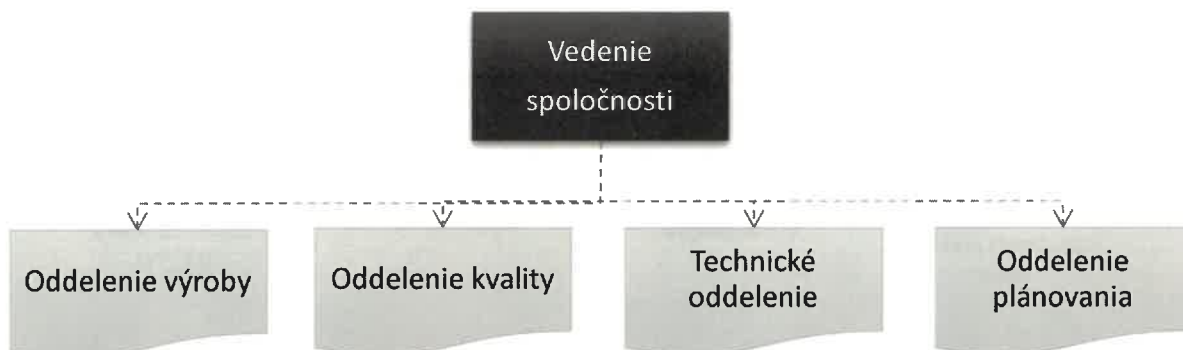 Vedenie
spoločnosti
Oddelenie výroby
Oddelenie kvality
Technické
oddelenie
Oddelenie
plánovania